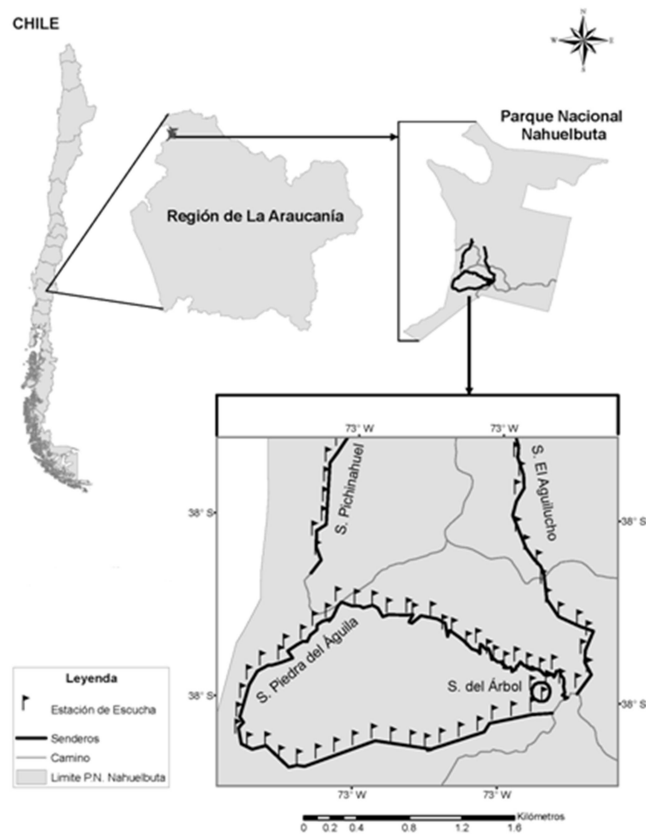 CHILE
N
W
E
S
Parque Nacional
Nahuelbuta
Región de La Araucanía
73° W
73° W
S. Pichinahuel
S. El Aguilucho
38° S
38° S
S. Piedra del Águila
S. del Árbol
38° S
38° S
Leyenda
Estación de Escucha
Senderos
Camino
Limite P.N. Nahuelbuta
73° W
73° W
Kilómetros
0 0.2 0.4 0.8 1.2 1.6